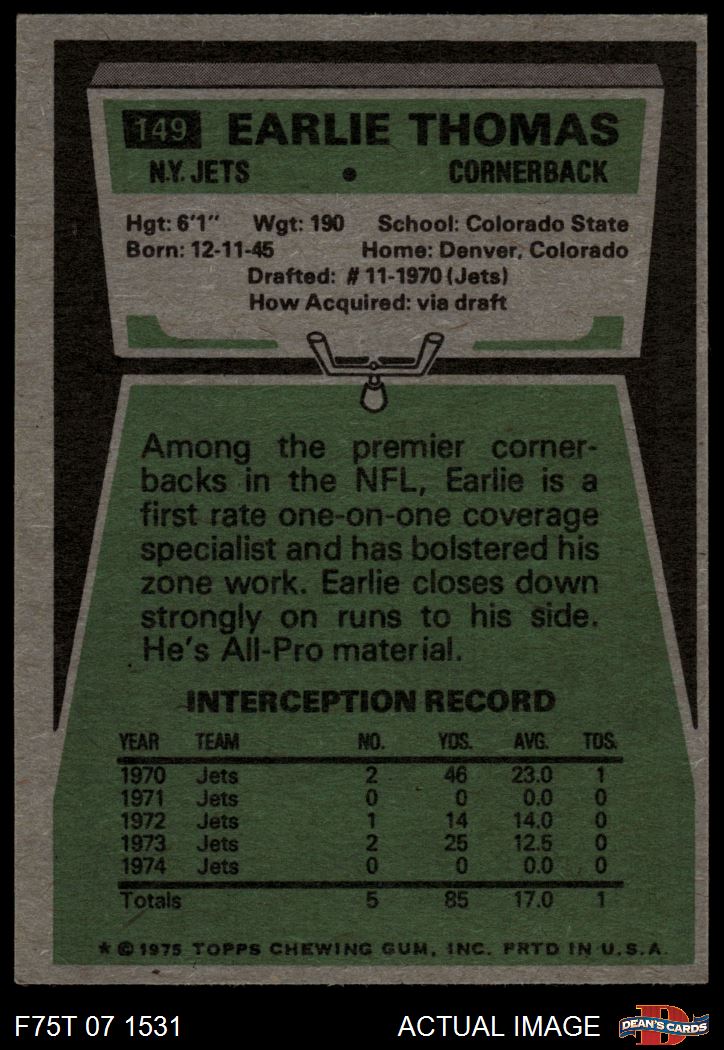 149 EARLIE THOMAS
N.Y. JETS • CORNERBACK
Hgt: 6'1" Wgt: 190 School: Colorado State
Born: 12-11-45 Home: Denver, Colorado
Drafted: #11-1970 (Jets)
How Acquired: via draft
Among the premier corner-
backs in the NFL, Earlie is a
first rate one-on-one coverage
specialist and has bolstered his
zone work. Earlie closes down
strongly on runs to his side.
He's All-Pro material.
INTERCEPTION RECORD
YEAR TEAM NO. YDS. AVG. TDS.
1970 Jets 2 46 23.0 1
1971 Jets 0 0 0.0 0
1972 Jets 1 14 14.0 0
1973 Jets 2 25 12.5 0
1974 Jets 0 0 0.0 0
Totals 5 85 17.0 1
* © 1975 TOPPS CHEWING GUM, INC. PRTD IN U.S.A.
F75T 07 1531 ACTUAL IMAGE D DEAN'S CARDS